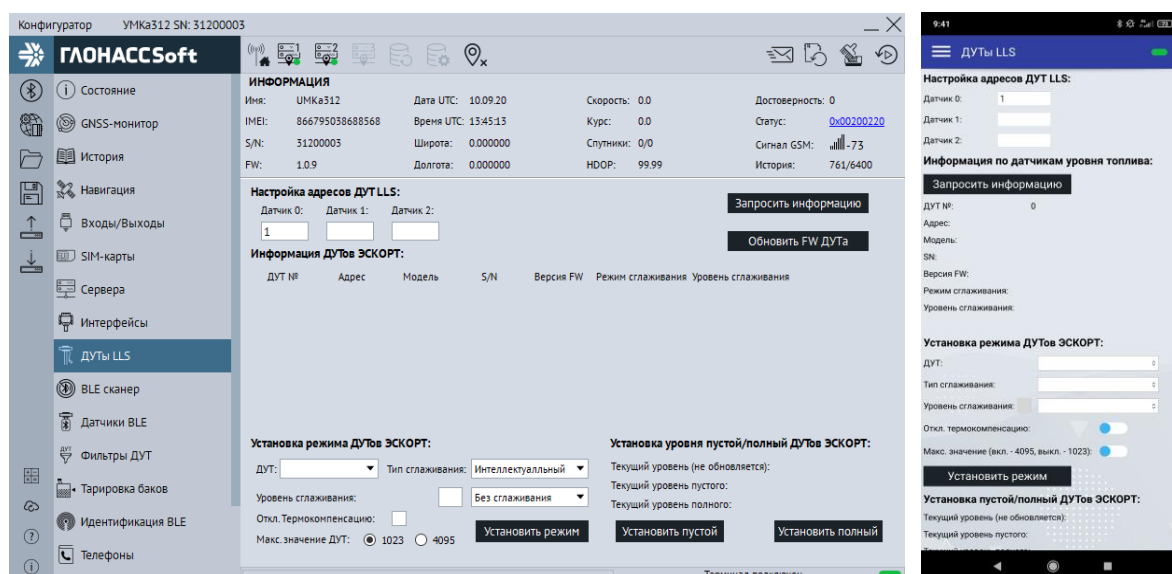 Конфигуратор УМКа312 SN: 31200003
ГЛОНАССSoft
Состояние
GNSS-монитор
История
Навигация
Входы/Выходы
SIM-карты
Сервера
Интерфейсы
ДУТы LLS
BLE сканер
Датчики BLE
Фильтры ДУТ
Тарировка баков
Идентификация BLE
Телефоны
ИНФОРМАЦИЯ
Имя: UMKa312 Дата UTC: 10.09.20 Скорость: 0.0 Достоверность: 0
IMEI: 866795038688568 Время UTC: 13:45:13 Курс: 0.0 Статус: 0x00200220
S/N: 31200003 Широта: 0.000000 Спутники: 0/0 Сигнал GSM: -73
FW: 1.0.9 Долгота: 0.000000 HDOP: 99.99 История: 761/6400
Настройка адресов ДУТ LLS:
Датчик 0: Датчик 1: Датчик 2:
1
Запросить информацию
Обновить FW ДУТа
Информация ДУТов ЭСКОРТ:
ДУТ № Адрес Модель S/N Версия FW Режим сглаживания Уровень сглаживания
Установка режима ДУТов ЭСКОРТ:
ДУТ: Тип сглаживания: Интеллектуалльный
Уровень сглаживания: Без сглаживания
Откл. Термокомпенсацию:
Макс. значение ДУТ: 1023 4095
Установить режим
Установка уровня пустой/полный ДУТов ЭСКОРТ:
Текущий уровень (не обновляется):
Текущий уровень пустого:
Текущий уровень полного:
Установить пустой Установить полный
Терминал подключен
9:41
ДУТы LLS
Настройка адресов ДУТ LLS:
Датчик 0: 1
Датчик 1:
Датчик 2:
Информация по датчикам уровня топлива:
Запросить информацию
ДУТ №: 0
Адрес:
Модель:
SN:
Версия FW:
Режим сглаживания:
Уровень сглаживания:
Установка режима ДУТов ЭСКОРТ:
ДУТ:
Тип сглаживания:
Уровень сглаживания:
Откл. термокомпенсацию:
Макс. значение (вкл. - 4095, выкл. - 1023):
Установить режим
Установка пустой/полный ДУТов ЭСКОРТ:
Текущий уровень (не обновляется):
Текущий уровень пустого:
Текущий уровень полного: